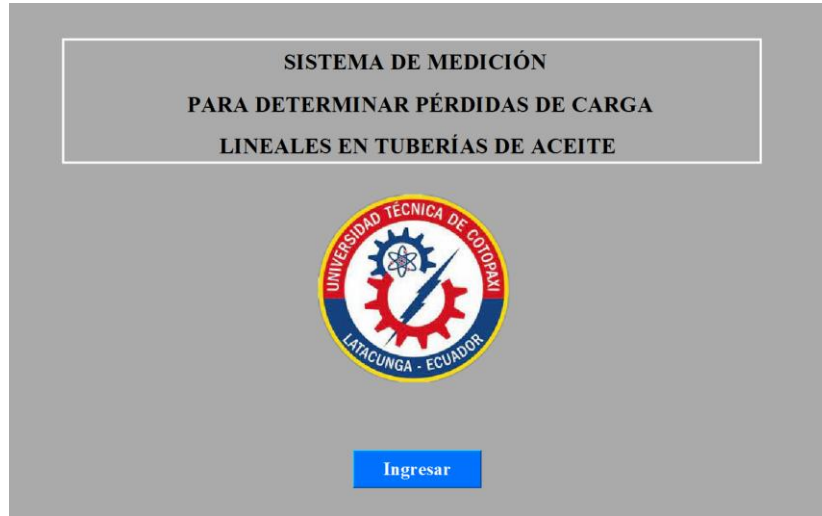 SISTEMA DE MEDICIÓN
PARA DETERMINAR PÉRDIDAS DE CARGA
LINEALES EN TUBERÍAS DE ACEITE
UNIVERSIDAD TÉCNICA DE COTOPAXI
LATACUNGA - ECUADOR
Ingresar